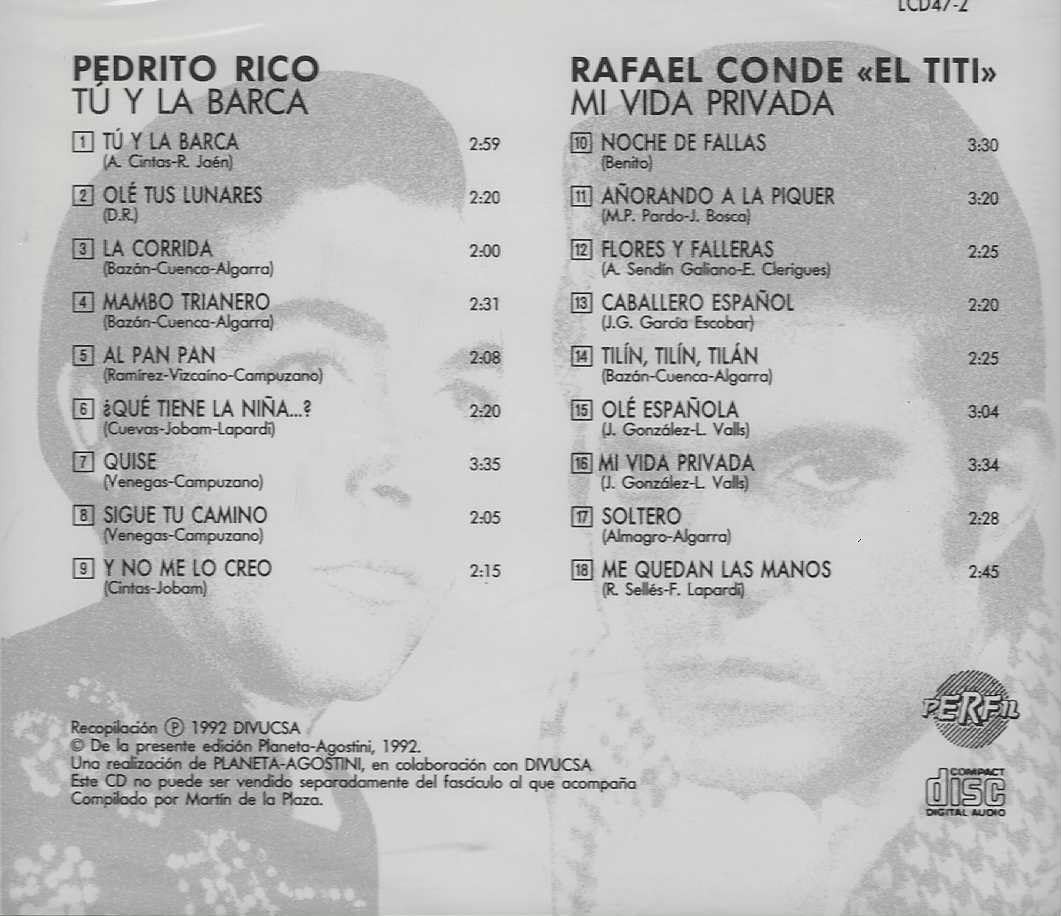 LCD47-2
PEDRITO RICO
TÚ Y LA BARCA
1 TÚ Y LA BARCA 2:59
(A. Cintas-R. Jaén)
2 OLÉ TUS LUNARES 2:20
(D.R.)
3 LA CORRIDA 2:00
(Bazán-Cuenca-Algarra)
4 MAMBO TRIANERO 2:31
(Bazán-Cuenca-Algarra)
5 AL PAN PAN 2:08
(Ramírez-Vizcaíno-Campuzano)
6 ¿QUÉ TIENE LA NIÑA...? 2:20
(Cuevas-Jobam-Lapardi)
7 QUISE 3:35
(Venegas-Campuzano)
8 SIGUE TU CAMINO 2:05
(Venegas-Campuzano)
9 Y NO ME LO CREO 2:15
(Cintas-Jobam)
RAFAEL CONDE «EL TITI»
MI VIDA PRIVADA
10 NOCHE DE FALLAS 3:30
(Benito)
11 AÑORANDO A LA PIQUER 3:20
(M.P. Pardo-J. Bosca)
12 FLORES Y FALLERAS 2:25
(A. Sendín Galiano-E. Clerigues)
13 CABALLERO ESPAÑOL 2:20
(J.G. García Escobar)
14 TILÍN, TILÍN, TILÁN 2:25
(Bazán-Cuenca-Algarra)
15 OLÉ ESPAÑOLA 3:04
(J. González-L. Valls)
16 MI VIDA PRIVADA 3:34
(J. González-L. Valls)
17 SOLTERO 2:28
(Almagro-Algarra)
18 ME QUEDAN LAS MANOS 2:45
(R. Sellés-F. Lapardi)
Recopilación Ⓟ 1992 DIVUCSA
© De la presente edición Planeta-Agostini, 1992.
Una realización de PLANETA-AGOSTINI, en colaboración con DIVUCSA
Este CD no puede ser vendido separadamente del fascículo al que acompaña
Compilado por Martín de la Plaza.
PERFIL
COMPACT
disc
DIGITAL AUDIO